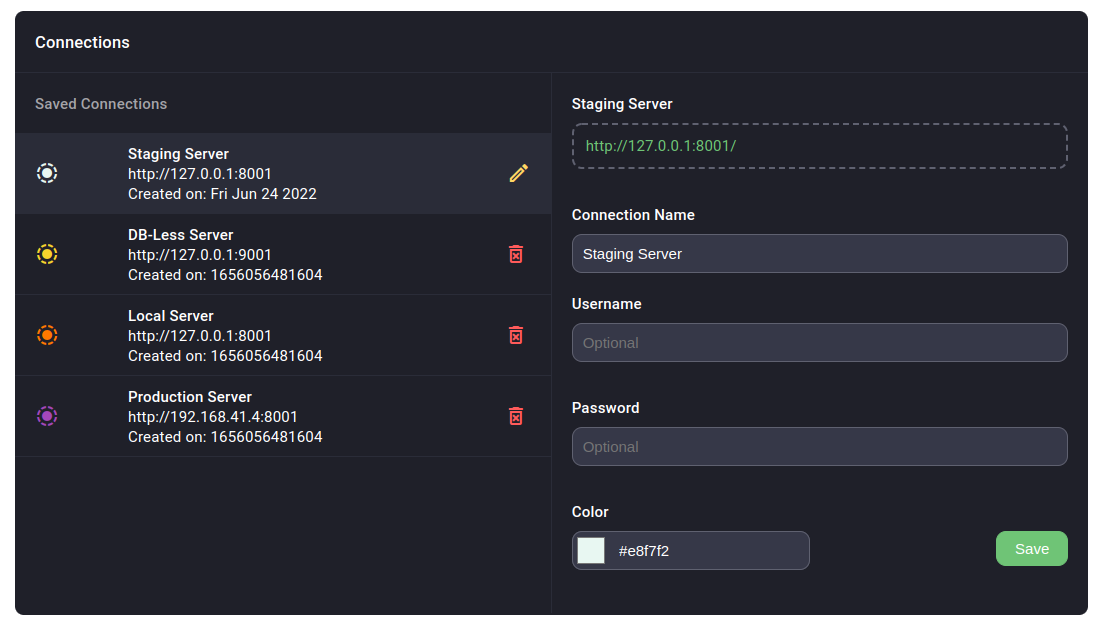 Connections
Saved Connections
Staging Server
http://127.0.0.1:8001
Created on: Fri Jun 24 2022
DB-Less Server
http://127.0.0.1:9001
Created on: 1656056481604
Local Server
http://127.0.0.1:8001
Created on: 1656056481604
Production Server
http://192.168.41.4:8001
Created on: 1656056481604
Staging Server
http://127.0.0.1:8001/
Connection Name
Staging Server
Username
Optional
Password
Optional
Color
#e8f7f2
Save